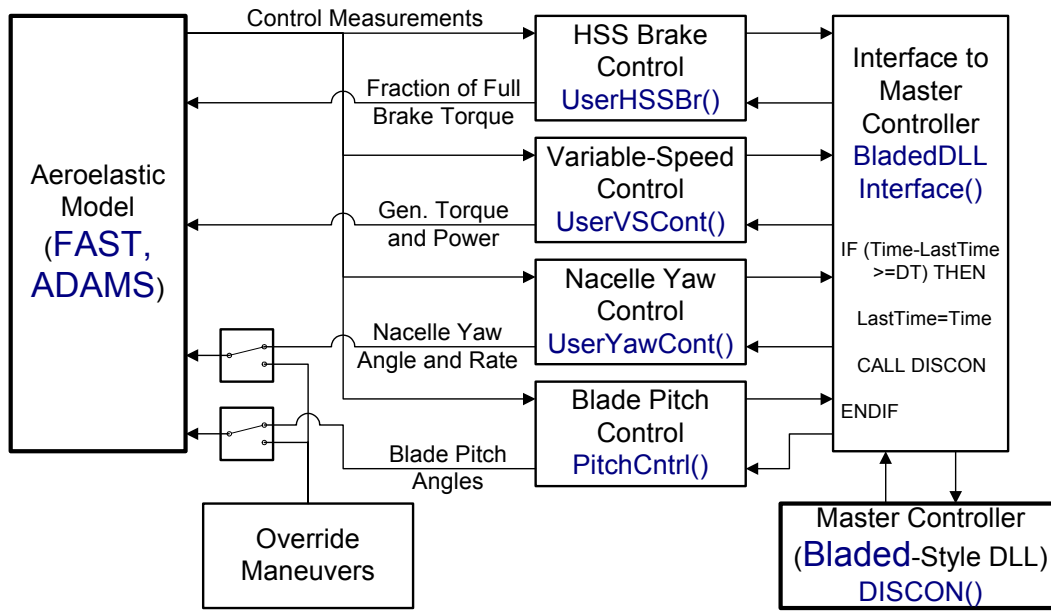 Control Measurements
HSS Brake
Control
UserHSSBr()
Fraction of Full
Brake Torque
Variable-Speed
Control
UserVSCont()
Gen. Torque
and Power
Nacelle Yaw
Control
UserYawCont()
Nacelle Yaw
Angle and Rate
Blade Pitch
Control
PitchCntrl()
Blade Pitch
Angles
Aeroelastic
Model
(FAST,
ADAMS)
Override
Maneuvers
Interface to
Master
Controller
BladedDLL
Interface()
IF (Time-LastTime
>=DT) THEN
LastTime=Time
CALL DISCON
ENDIF
Master Controller
(Bladed-Style DLL)
DISCON()